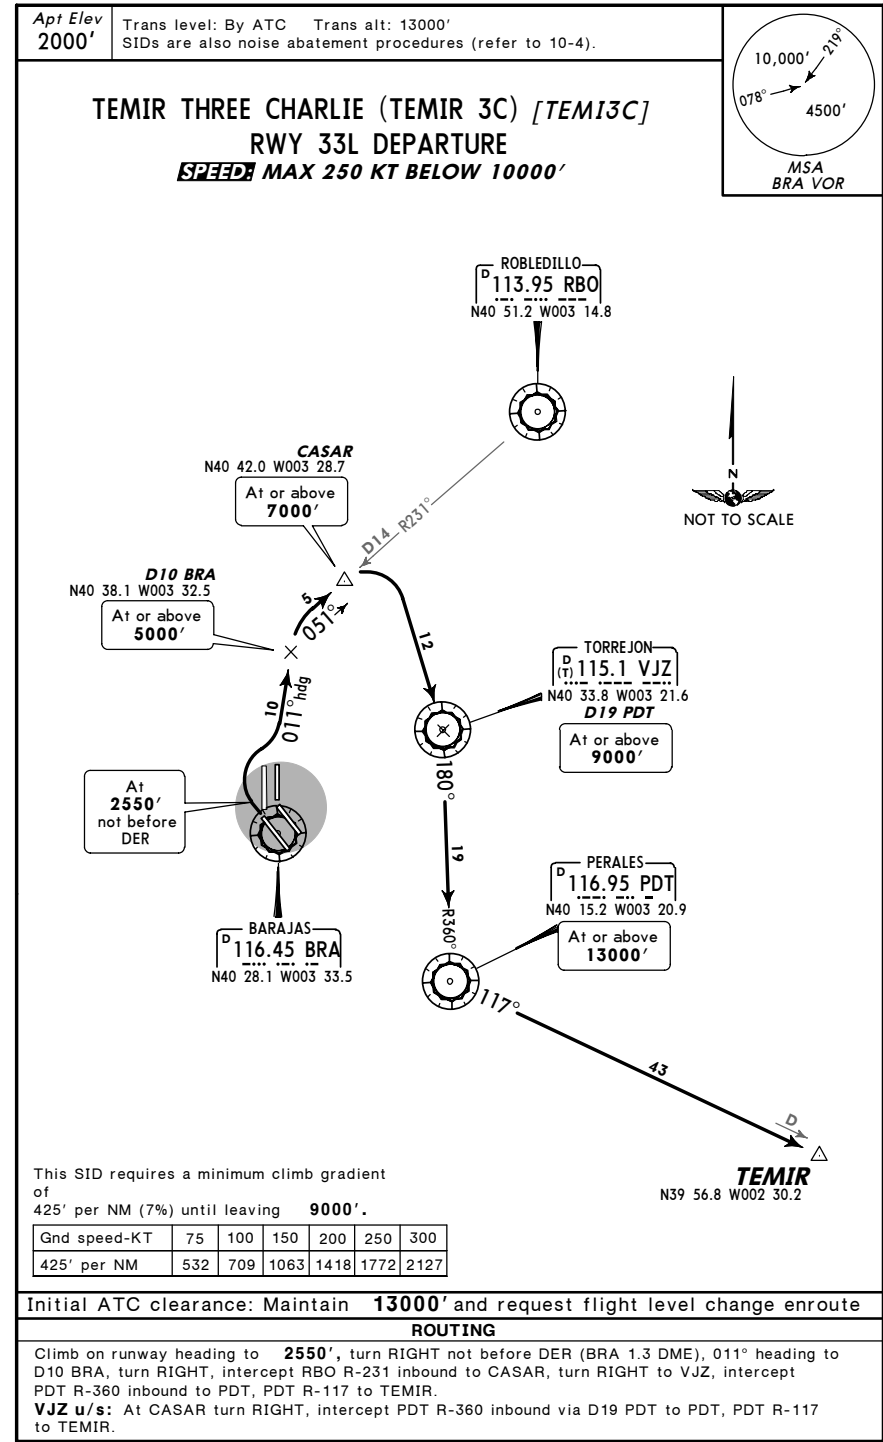 Apt Elev
2000′
Trans level: By ATC Trans alt: 13000′
SIDs are also noise abatement procedures (refer to 10-4).
10,000′
219°
078°
4500′
MSA
BRA VOR
TEMIR THREE CHARLIE (TEMIR 3C) [TEMI3C]
RWY 33L DEPARTURE
SPEED: MAX 250 KT BELOW 10000′
ROBLEDILLO
D 113.95 RBO
N40 51.2 W003 14.8
CASAR
N40 42.0 W003 28.7
At or above
7000′
N
NOT TO SCALE
D14 R231°
D10 BRA
N40 38.1 W003 32.5
At or above
5000′
5
051°
12
TORREJON
D
(T) 115.1 VJZ
N40 33.8 W003 21.6
D19 PDT
At or above
9000′
10
011° hdg
180°
At
2550′
not before
DER
19
PERALES
D 116.95 PDT
N40 15.2 W003 20.9
At or above
13000′
R360°
BARAJAS
D 116.45 BRA
N40 28.1 W003 33.5
117°
43
D
TEMIR
N39 56.8 W002 30.2
This SID requires a minimum climb gradient
of
425′ per NM (7%) until leaving 9000′.
Gnd speed-KT 75 100 150 200 250 300
425′ per NM 532 709 1063 1418 1772 2127
Initial ATC clearance: Maintain 13000′ and request flight level change enroute
ROUTING
Climb on runway heading to 2550′, turn RIGHT not before DER (BRA 1.3 DME), 011° heading to
D10 BRA, turn RIGHT, intercept RBO R-231 inbound to CASAR, turn RIGHT to VJZ, intercept
PDT R-360 inbound to PDT, PDT R-117 to TEMIR.
VJZ u/s: At CASAR turn RIGHT, intercept PDT R-360 inbound via D19 PDT to PDT, PDT R-117
to TEMIR.